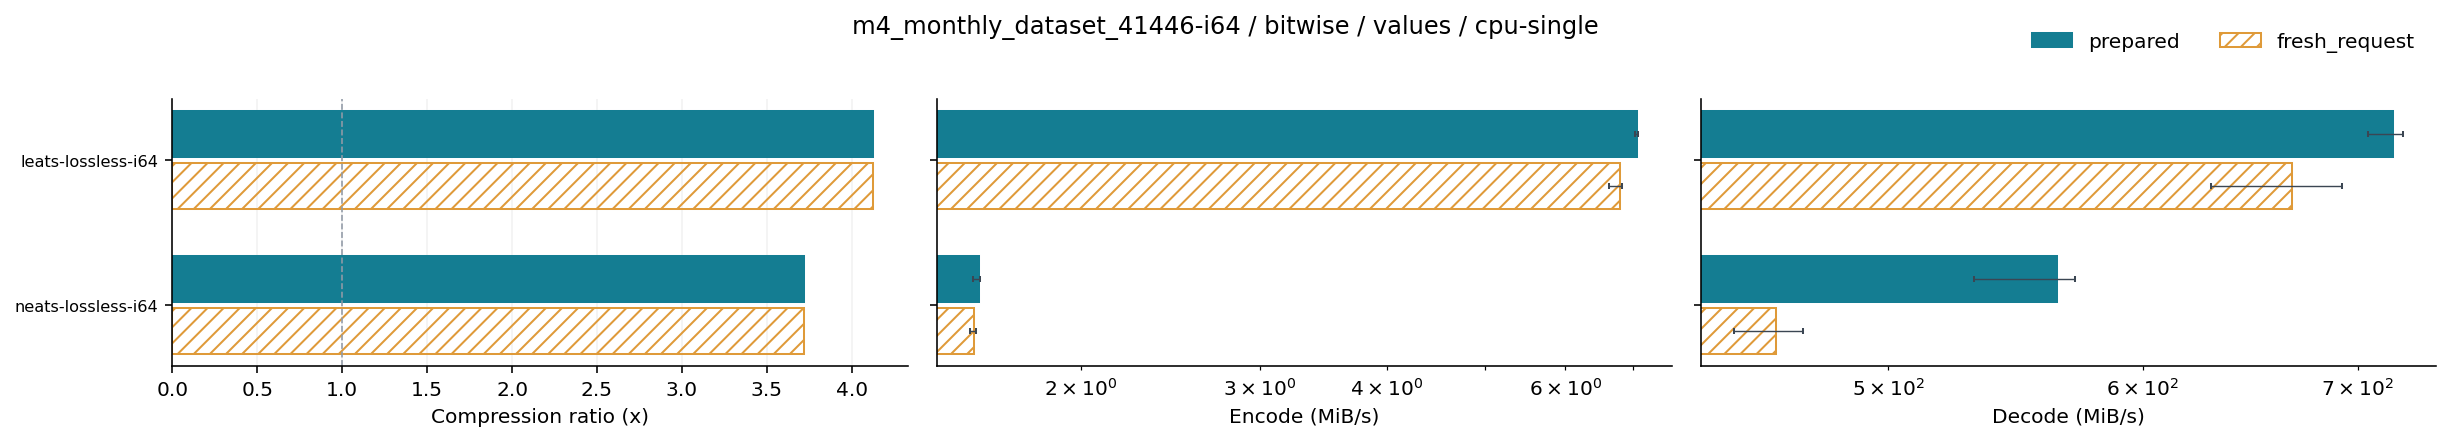 m4_monthly_dataset_41446-i64 / bitwise / values / cpu-single
prepared
fresh_request
leats-lossless-i64
neats-lossless-i64
0.0 0.5 1.0 1.5 2.0 2.5 3.0 3.5 4.0
Compression ratio (x)
2 × 10⁰ 3 × 10⁰ 4 × 10⁰ 6 × 10⁰
Encode (MiB/s)
5 × 10² 6 × 10² 7 × 10²
Decode (MiB/s)